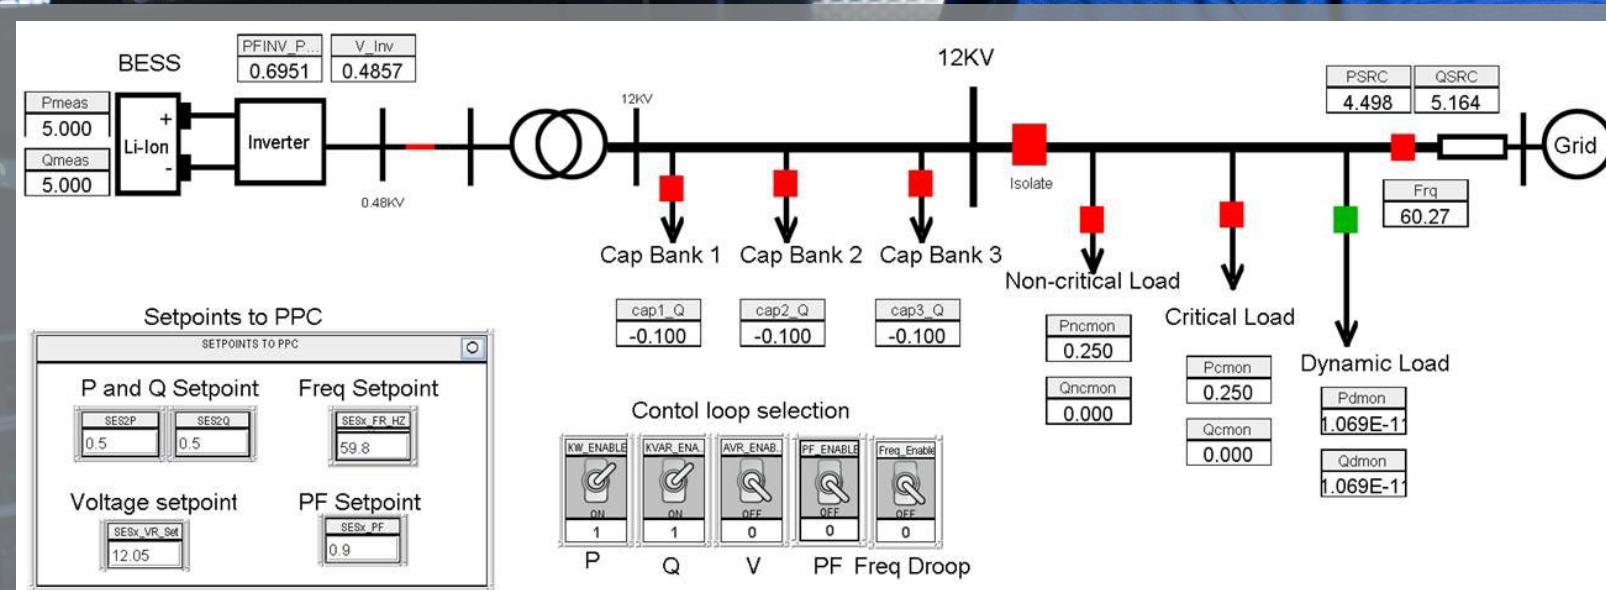 BESS
PFINV_P...
0.6951
V_Inv
0.4857
12KV
PSRC
4.498
QSRC
5.164
Pmeas
5.000
Qmeas
5.000
+
Li-Ion
-
Inverter
0.48KV
12KV
Isolate
Grid
Frq
60.27
Cap Bank 1
Cap Bank 2
Cap Bank 3
cap1_Q
-0.100
cap2_Q
-0.100
cap3_Q
-0.100
Non-critical Load
Pncmon
0.250
Qncmon
0.000
Critical Load
Pcmon
0.250
Qcmon
0.000
Dynamic Load
Pdmon
1.069E-11
Qdmon
1.069E-11
Setpoints to PPC
SETPOINTS TO PPC
P and Q Setpoint
SES2P
0.5
SES2Q
0.5
Freq Setpoint
SESx_FR_HZ
59.8
Voltage setpoint
SESx_VR_Set
12.05
PF Setpoint
SESx_PF
0.9
Contol loop selection
KW_ENABLE
ON
1
P
KVAR_ENA..
ON
1
Q
AVR_ENAB..
OFF
0
V
PF_ENABLE
OFF
0
PF
Freq_Enable
OFF
0
Freq Droop